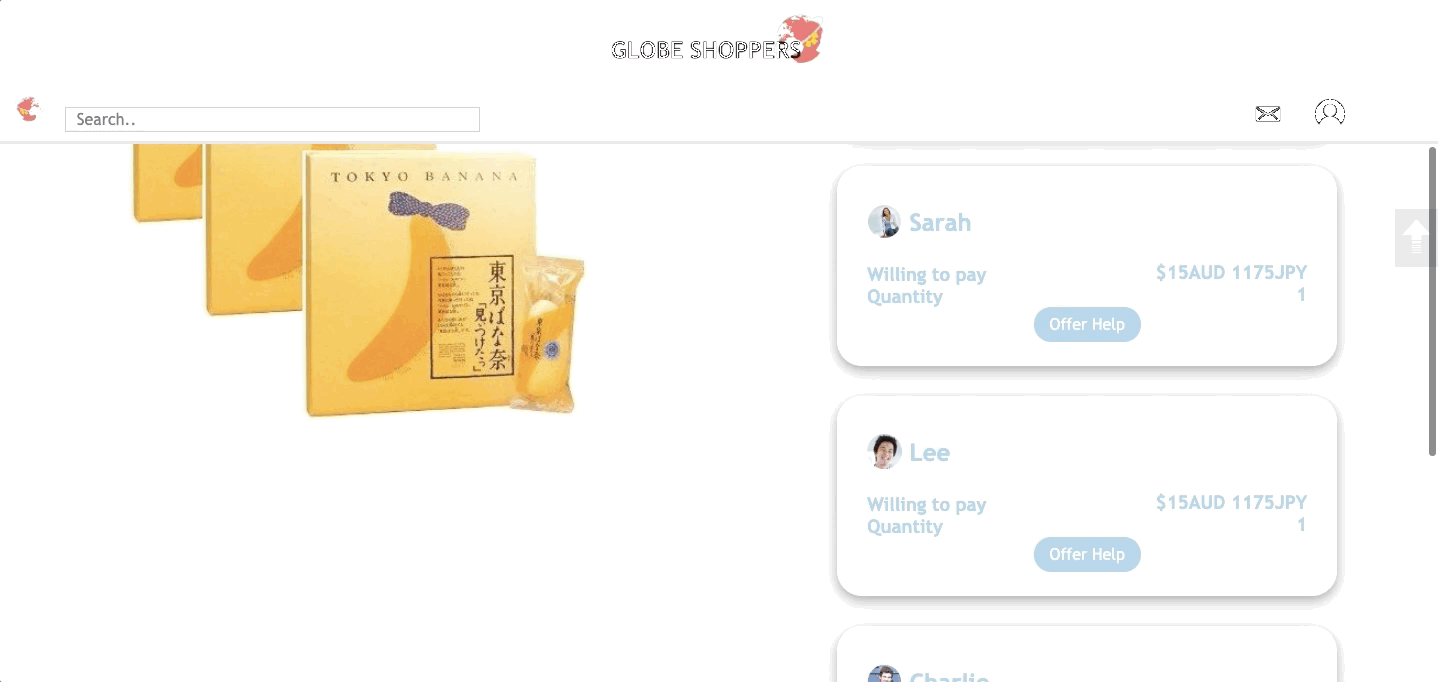 GLOBE SHOPPERS
Search..
TOKYO BANANA
東京ばな奈
「見ぃつけたっ」
Sarah
Willing to pay
$15AUD 1175JPY
Quantity
1
Offer Help
Lee
Willing to pay
$15AUD 1175JPY
Quantity
1
Offer Help
Charlie